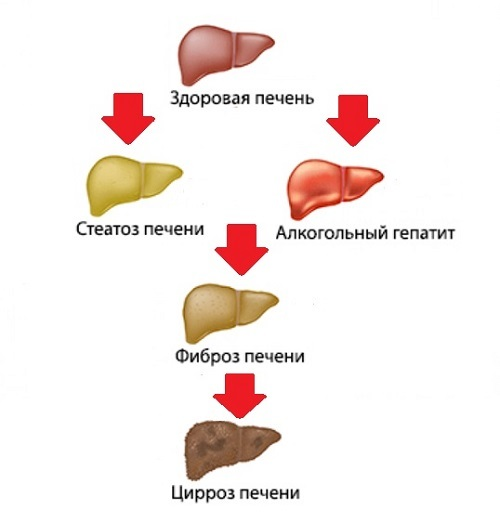 Здоровая печень
Стеатоз печени
Алкогольный гепатит
Фиброз печени
Цирроз печени